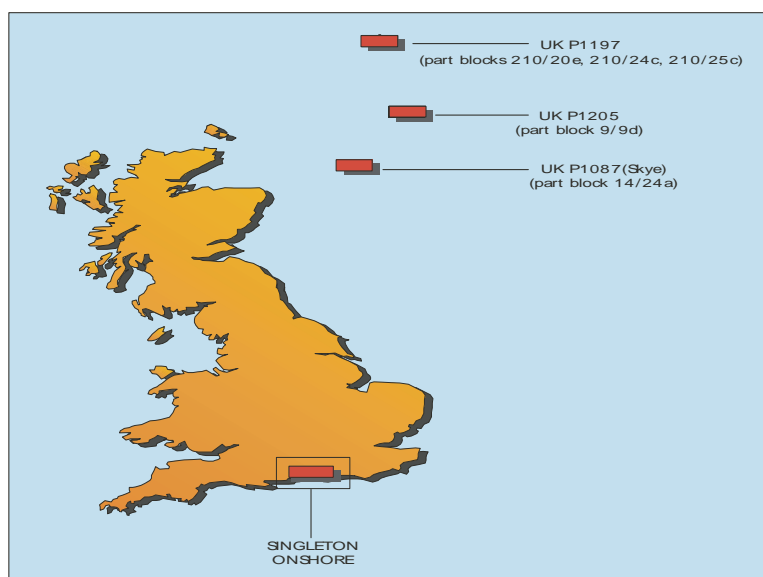 UK P1197
(part blocks 210/20e, 210/24c, 210/25c)
UK P1205
(part block 9/9d)
UK P1087(Skye)
(part block 14/24a)
SINGLETON
ONSHORE